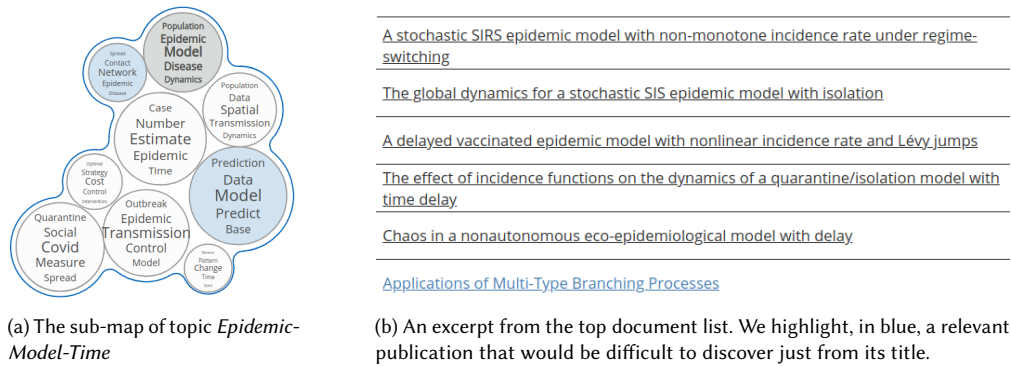 Population
Epidemic
Model
Disease
Dynamics
Spread
Contact
Network
Epidemic
Disease
Population
Data
Spatial
Transmission
Dynamics
Case
Number
Estimate
Epidemic
Time
Prediction
Data
Model
Predict
Base
Optimal
Strategy
Cost
Control
Intervention
Quarantine
Social
Covid
Measure
Spread
Outbreak
Epidemic
Transmission
Control
Model
Pattern
Change
Time
(a) The sub-map of topic Epidemic-
Model-Time
A stochastic SIRS epidemic model with non-monotone incidence rate under regime-
switching
The global dynamics for a stochastic SIS epidemic model with isolation
A delayed vaccinated epidemic model with nonlinear incidence rate and Lévy jumps
The effect of incidence functions on the dynamics of a quarantine/isolation model with
time delay
Chaos in a nonautonomous eco-epidemiological model with delay
Applications of Multi-Type Branching Processes
(b) An excerpt from the top document list. We highlight, in blue, a relevant
publication that would be difficult to discover just from its title.